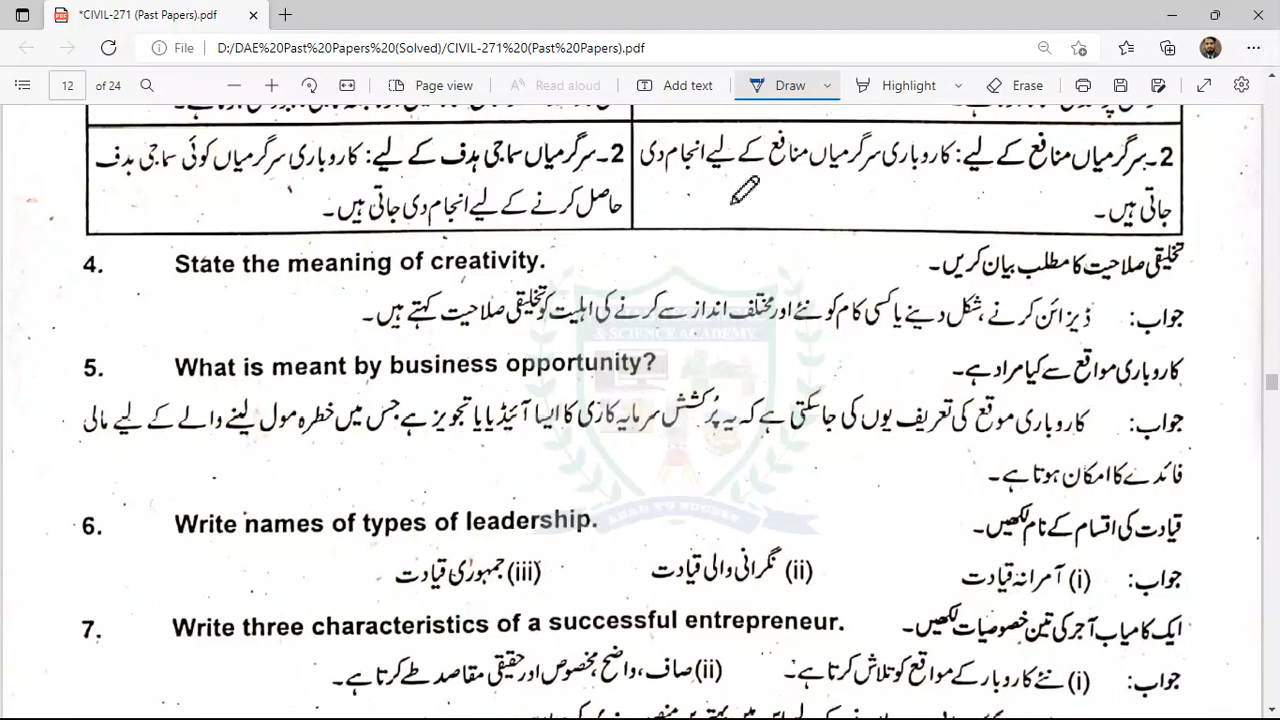 *CIVIL-271 (Past Papers).pdf
File D:/DAE%20Past%20Papers%20(Solved)/CIVIL-271%20(Past%20Papers).pdf
12 of 24 Page view Read aloud Add text Draw Highlight Erase
2۔سرگرمیاں منافع کے لیے: کاروباری سرگرمیاں منافع کے لیے انجام دی
جاتی ہیں۔
2۔سرگرمیاں سماجی ہدف کے لیے: کاروباری سرگرمیاں کوئی سماجی ہدف
حاصل کرنے کے لیے انجام دی جاتی ہیں۔
4. State the meaning of creativity. تخلیقی صلاحیت کا مطلب بیان کریں۔
جواب: ڈیزائن کرنے، شکل دینے یا کسی کام کو نئے اور مختلف انداز سے کرنے کی اہلیت کو تخلیقی صلاحیت کہتے ہیں۔
& SCIENCE ACADEMY
5. What is meant by business opportunity? کاروباری مواقع سے کیا مراد ہے۔
جواب: کاروباری موقع کی تعریف یوں کی جاسکتی ہے کہ یہ پُرکشش سرمایہ کاری کا ایسا آئیڈیا یا تجویز ہے جس میں خطرہ مول لینے والے کے لیے مالی
فائدے کا امکان ہوتا ہے۔
READ TO SUCCESS
6. Write names of types of leadership. قیادت کی اقسام کے نام لکھیں۔
جواب: (i) آمرانہ قیادت (ii) نگرانی والی قیادت (iii) جمہوری قیادت
7. Write three characteristics of a successful entrepreneur. ایک کامیاب آجر کی تین خصوصیات لکھیں۔
جواب: (i) نئے کاروبار کے مواقع کو تلاش کرتا ہے۔ (ii) صاف، واضح، مخصوص اور حقیقی مقاصد طے کرتا ہے۔